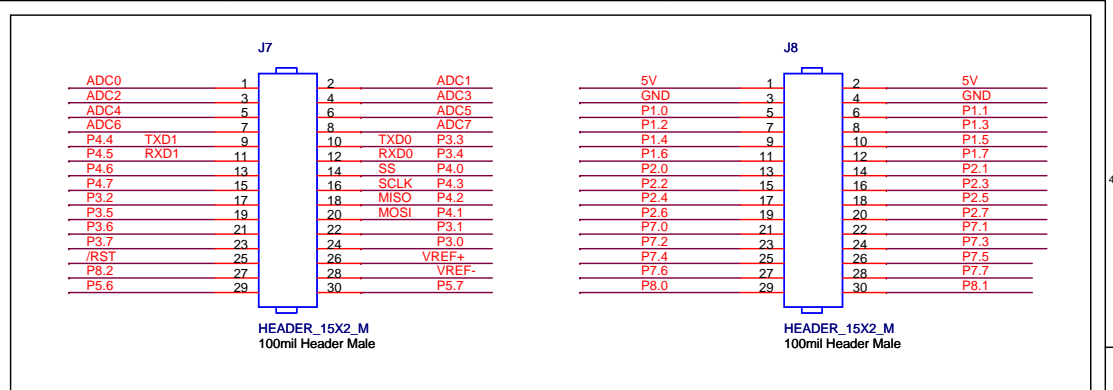 J7 J8
ADC0 1 2 ADC1 5V 1 2 5V
ADC2 3 4 ADC3 GND 3 4 GND
ADC4 5 6 ADC5 P1.0 5 6 P1.1
ADC6 7 8 ADC7 P1.2 7 8 P1.3
P4.4 TXD1 9 10 TXD0 P3.3 P1.4 9 10 P1.5
P4.5 RXD1 11 12 RXD0 P3.4 P1.6 11 12 P1.7
P4.6 13 14 SS P4.0 P2.0 13 14 P2.1
P4.7 15 16 SCLK P4.3 P2.2 15 16 P2.3
P3.2 17 18 MISO P4.2 P2.4 17 18 P2.5
P3.5 19 20 MOSI P4.1 P2.6 19 20 P2.7
P3.6 21 22 P3.1 P7.0 21 22 P7.1
P3.7 23 24 P3.0 P7.2 23 24 P7.3
/RST 25 26 VREF+ P7.4 25 26 P7.5
P8.2 27 28 VREF- P7.6 27 28 P7.7
P5.6 29 30 P5.7 P8.0 29 30 P8.1
HEADER_15X2_M HEADER_15X2_M
100mil Header Male 100mil Header Male
4